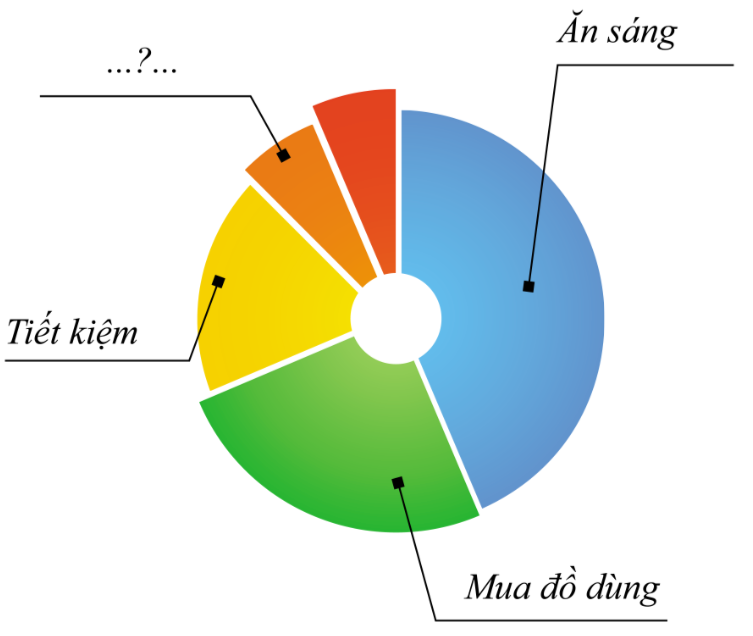 Ăn sáng
...?...
Tiết kiệm
Mua đồ dùng